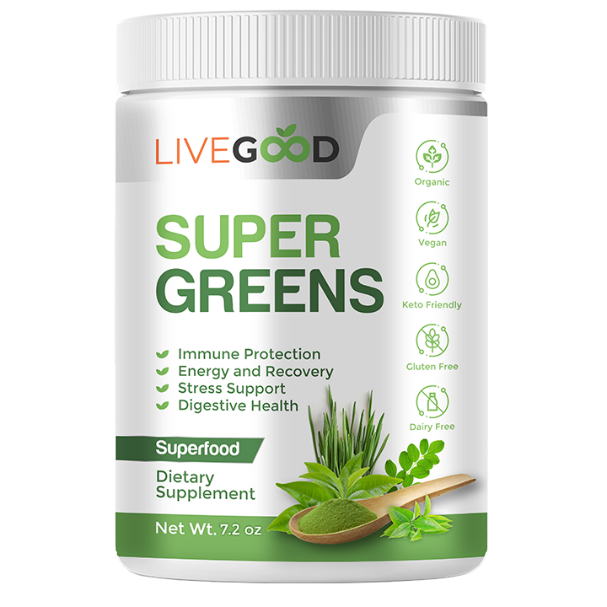 LIVEGOOD
SUPER
GREENS
Immune Protection
Energy and Recovery
Stress Support
Digestive Health
Superfood
Dietary
Supplement
Net Wt. 7.2 oz
Organic
Vegan
Keto Friendly
Gluten Free
Dairy Free